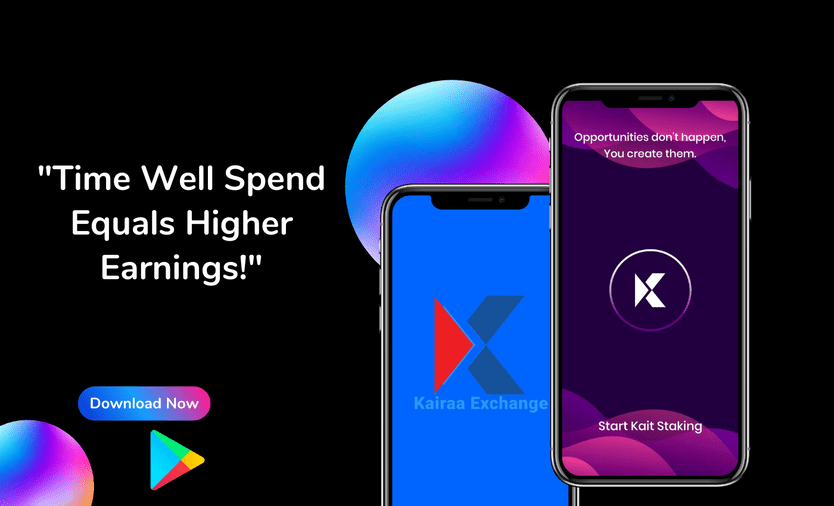 "Time Well Spend
Equals Higher
Earnings!"
Download Now
Kairaa Exchange
Opportunities don't happen,
You create them.
Start Kait Staking